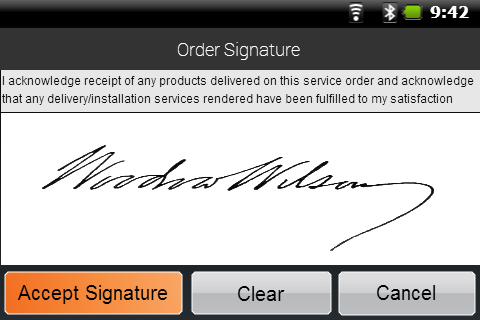 9:42
Order Signature
I acknowledge receipt of any products delivered on this service order and acknowledge
that any delivery/installation services rendered have been fulfilled to my satisfaction
Woodrow Wilson
Accept Signature Clear Cancel